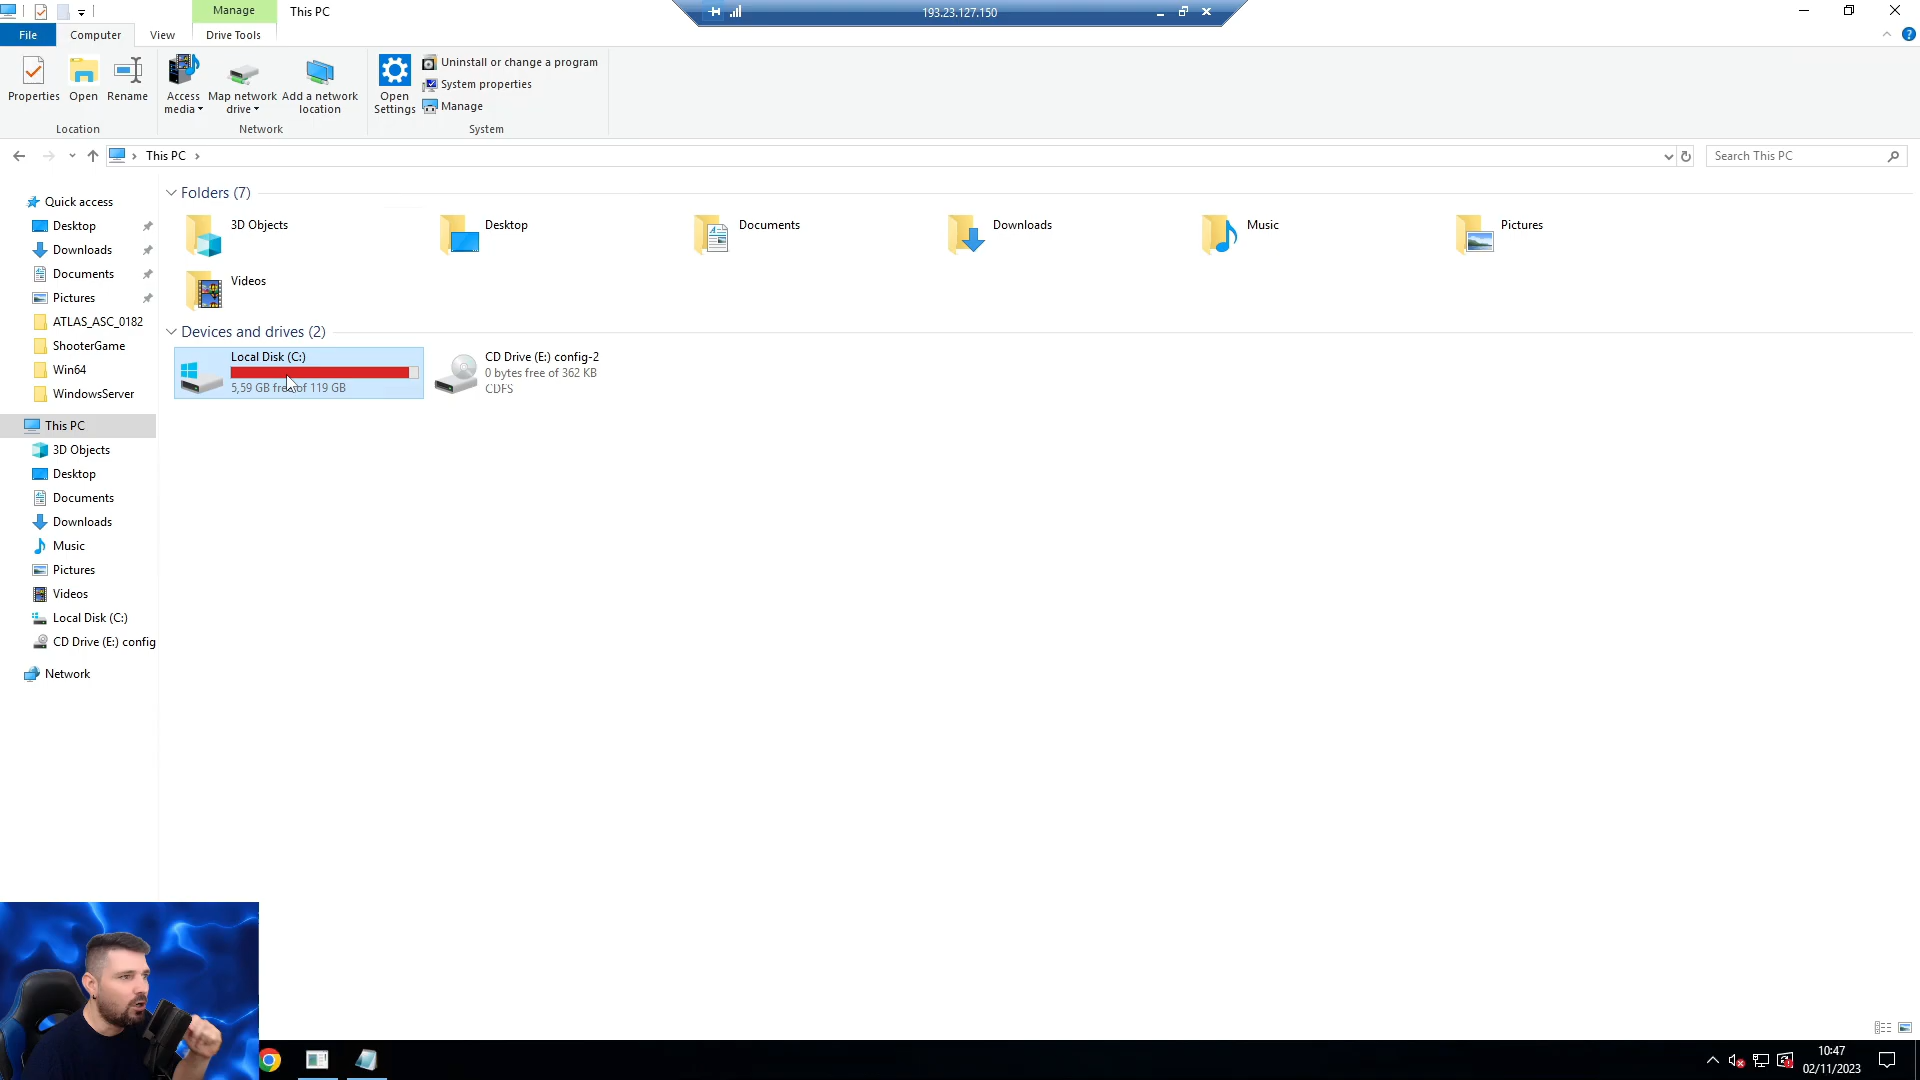 Manage
This PC
193.23.127.150
File
Computer
View
Drive Tools
Properties
Open
Rename
Access media
Map network drive
Add a network location
Open Settings
Uninstall or change a program
System properties
Manage
Location
Network
System
This PC
Search This PC
Quick access
Desktop
Downloads
Documents
Pictures
ATLAS_ASC_0182
ShooterGame
Win64
WindowsServer
This PC
3D Objects
Desktop
Documents
Downloads
Music
Pictures
Videos
Local Disk (C:)
CD Drive (E:) config
Network
Folders (7)
3D Objects
Desktop
Documents
Downloads
Music
Pictures
Videos
Devices and drives (2)
Local Disk (C:)
5,59 GB free of 119 GB
CD Drive (E:) config-2
0 bytes free of 362 KB
CDFS
10:47
02/11/2023